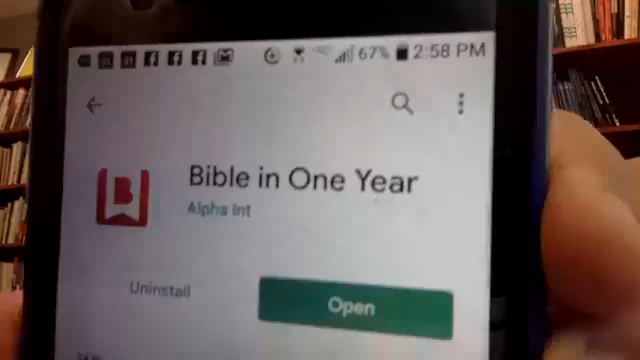 67% 2:58 PM
Bible in One Year
Alpha Int
Uninstall
Open